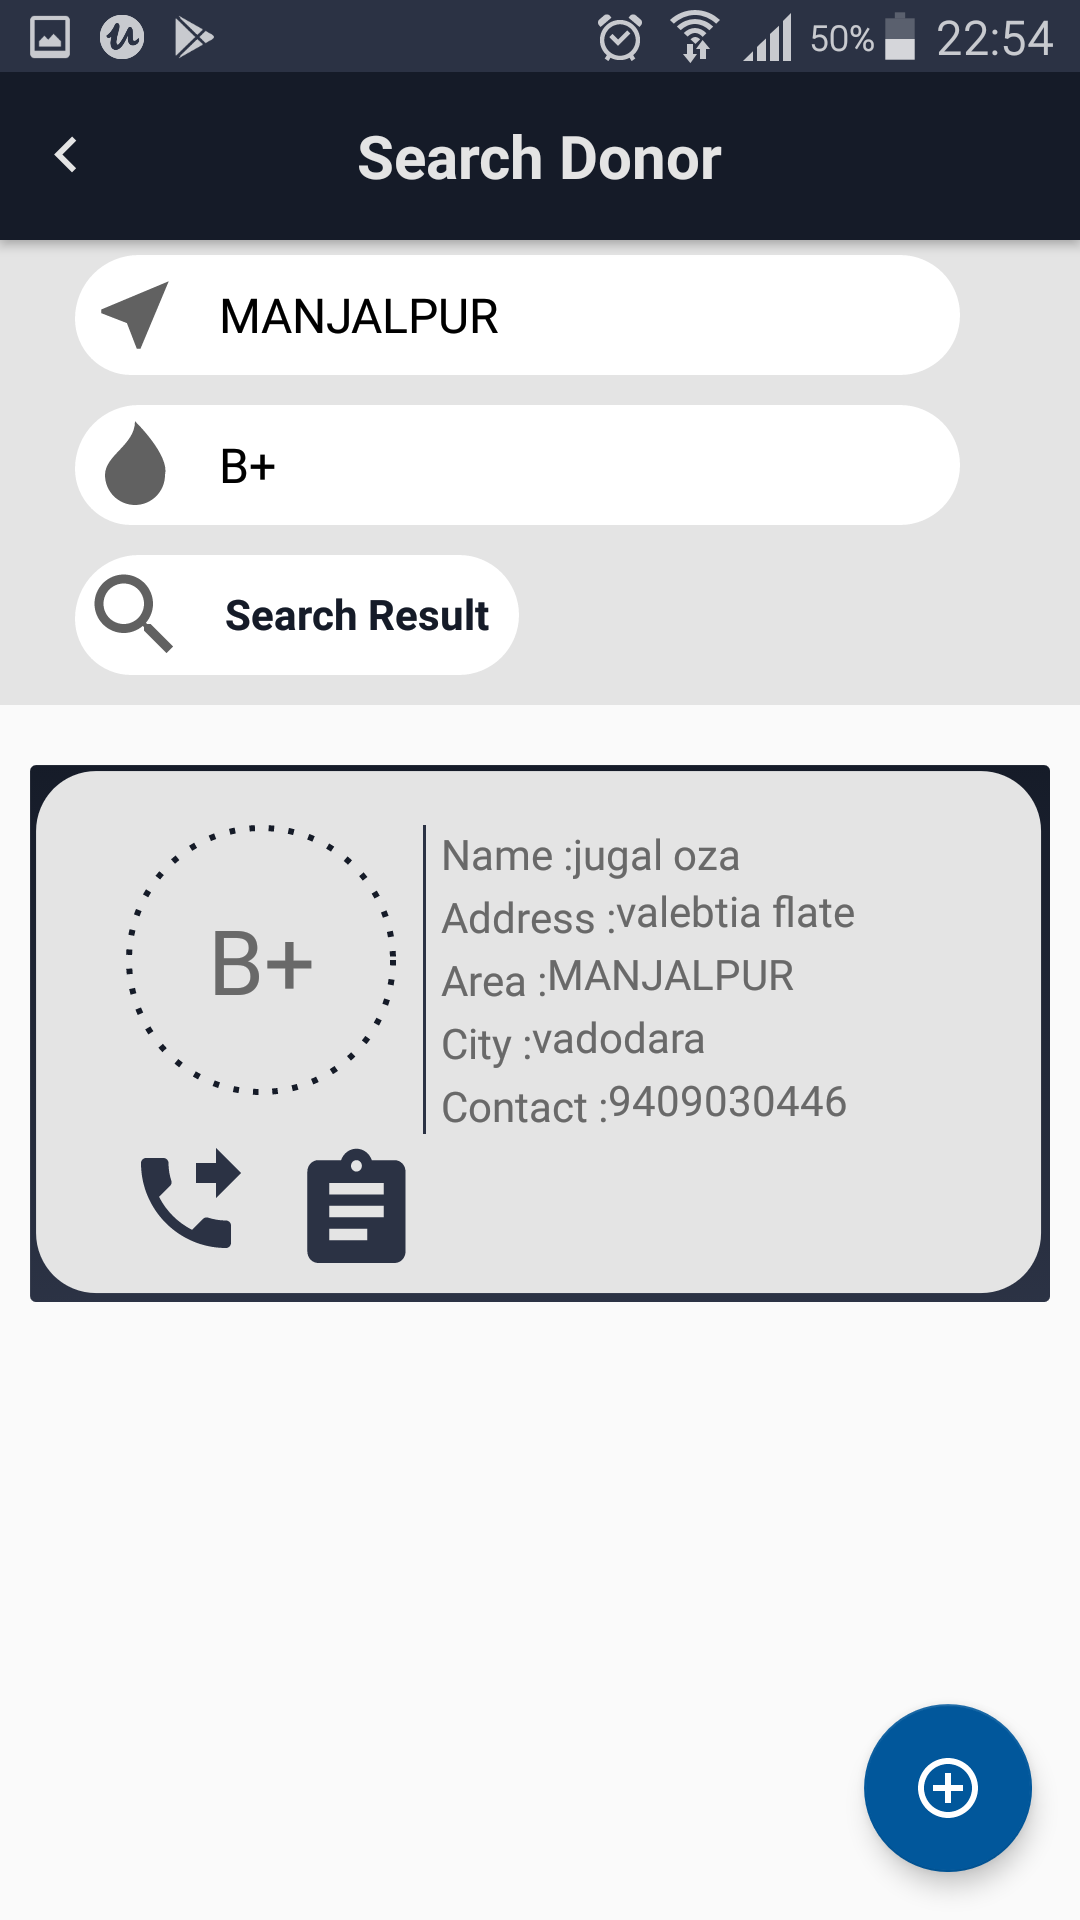 50% 22:54
Search Donor
MANJALPUR
B+
Search Result
B+
Name :jugal oza
Address :valebtia flate
Area :MANJALPUR
City :vadodara
Contact :9409030446